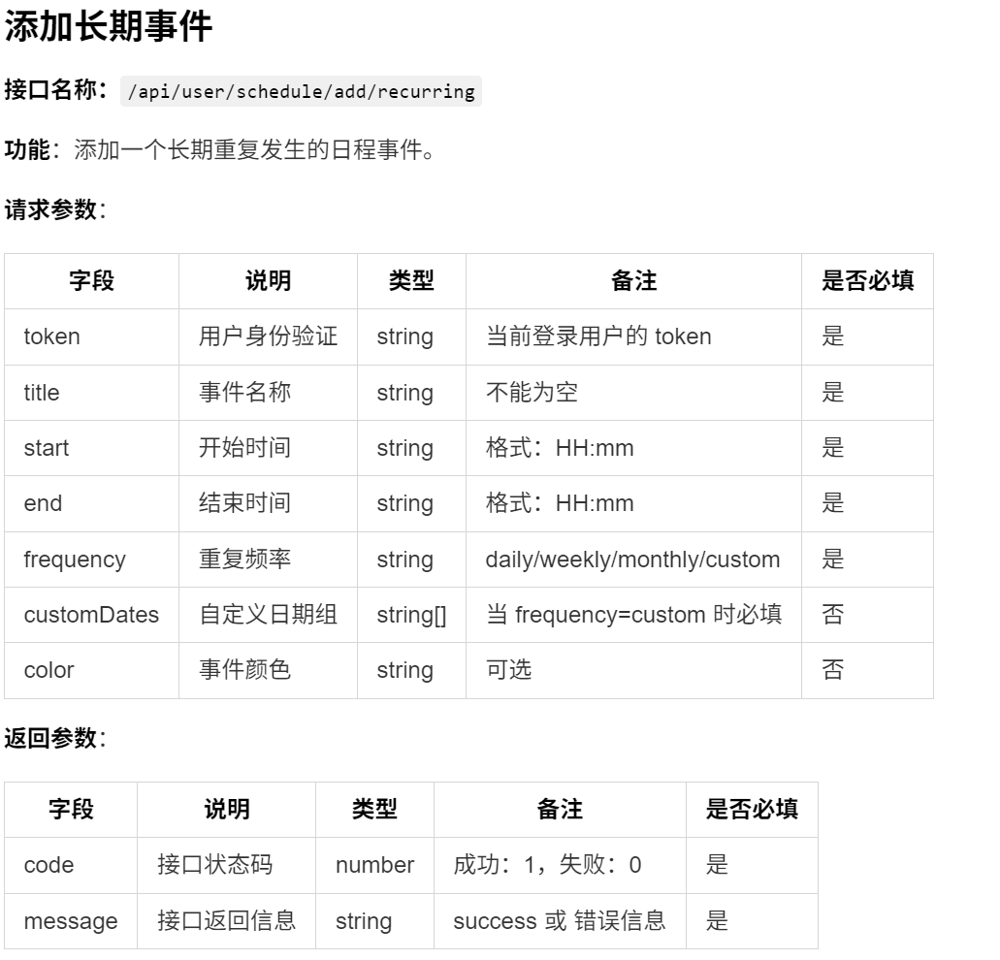 添加长期事件
接口名称： /api/user/schedule/add/recurring
功能：添加一个长期重复发生的日程事件。
请求参数：
字段 说明 类型 备注 是否必填
token 用户身份验证 string 当前登录用户的 token 是
title 事件名称 string 不能为空 是
start 开始时间 string 格式：HH:mm 是
end 结束时间 string 格式：HH:mm 是
frequency 重复频率 string daily/weekly/monthly/custom 是
customDates 自定义日期组 string[] 当 frequency=custom 时必填 否
color 事件颜色 string 可选 否
返回参数：
字段 说明 类型 备注 是否必填
code 接口状态码 number 成功：1，失败：0 是
message 接口返回信息 string success 或 错误信息 是